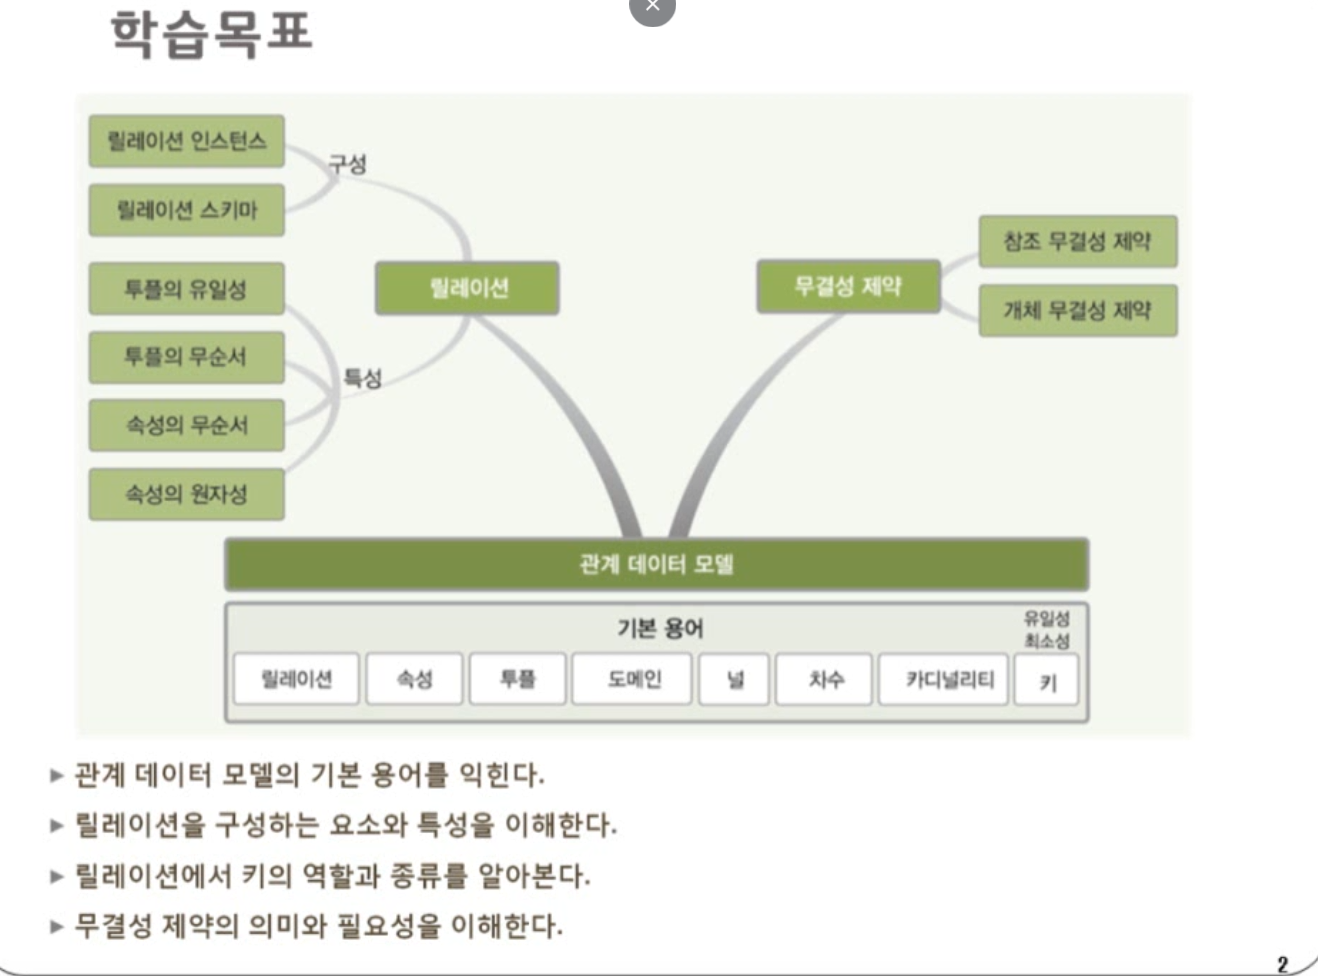 학습목표
릴레이션 인스턴스
구성
릴레이션 스키마
참조 무결성 제약
투플의 유일성
릴레이션
무결성 제약
개체 무결성 제약
투플의 무순서
특성
속성의 무순서
속성의 원자성
관계 데이터 모델
기본 용어
유일성
최소성
릴레이션 속성 투플 도메인 널 차수 카디널리티 키
▶ 관계 데이터 모델의 기본 용어를 익힌다.
▶ 릴레이션을 구성하는 요소와 특성을 이해한다.
▶ 릴레이션에서 키의 역할과 종류를 알아본다.
▶ 무결성 제약의 의미와 필요성을 이해한다.
2